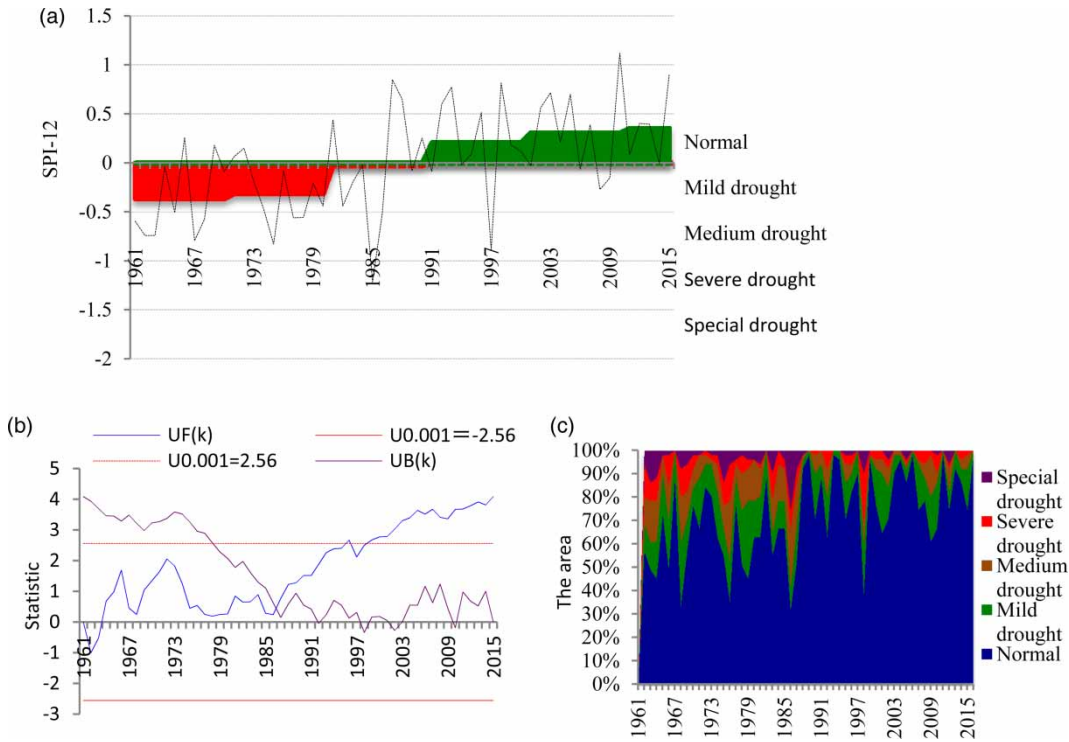 (a)
1.5
1
0.5
0
-0.5
-1
-1.5
-2
SPI-12
1961
1967
1973
1979
1985
1991
1997
2003
2009
2015
Normal
Mild drought
Medium drought
Severe drought
Special drought
(b)
UF(k)
U0.001=-2.56
U0.001=2.56
UB(k)
5
4
3
2
1
0
-1
-2
-3
Statistic
1961
1967
1973
1979
1985
1991
1997
2003
2009
2015
(c)
100%
90%
80%
70%
60%
50%
40%
30%
20%
10%
0%
The area
1961
1967
1973
1979
1985
1991
1997
2003
2009
2015
Special
drought
Severe
drought
Medium
drought
Mild
drought
Normal